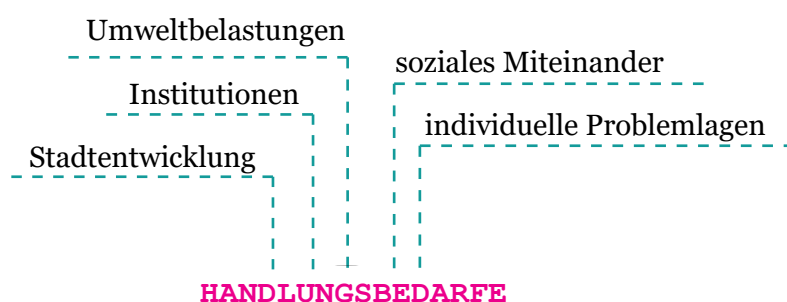 Umweltbelastungen
soziales Miteinander
Institutionen
individuelle Problemlagen
Stadtentwicklung
HANDLUNGSBEDARFE